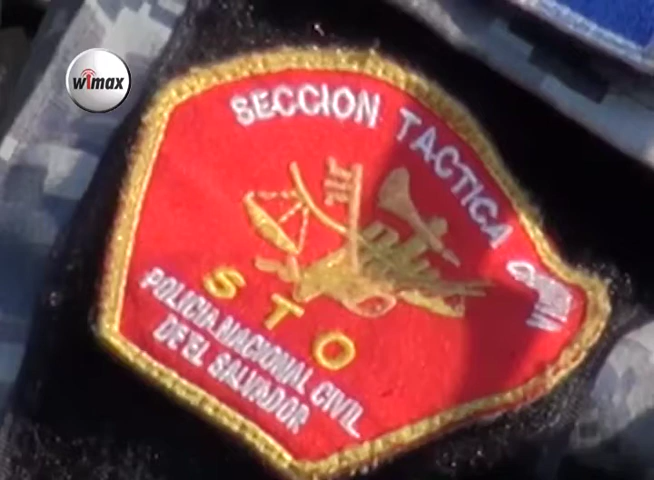 wimax
SECCION TACTICA
STO
POLICIA NACIONAL CIVIL
DE EL SALVADOR